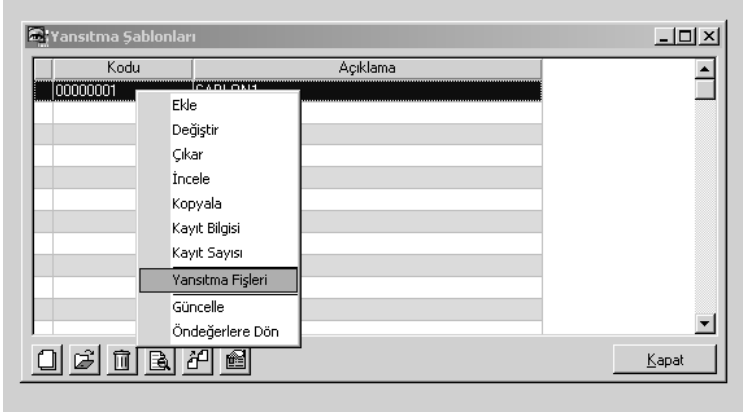 Yansıtma Şablonları
Kodu Açıklama
00000001 SABLON1
Ekle
Değiştir
Çıkar
İncele
Kopyala
Kayıt Bilgisi
Kayıt Sayısı
Yansıtma Fişleri
Güncelle
Öndeğerlere Dön
Kapat